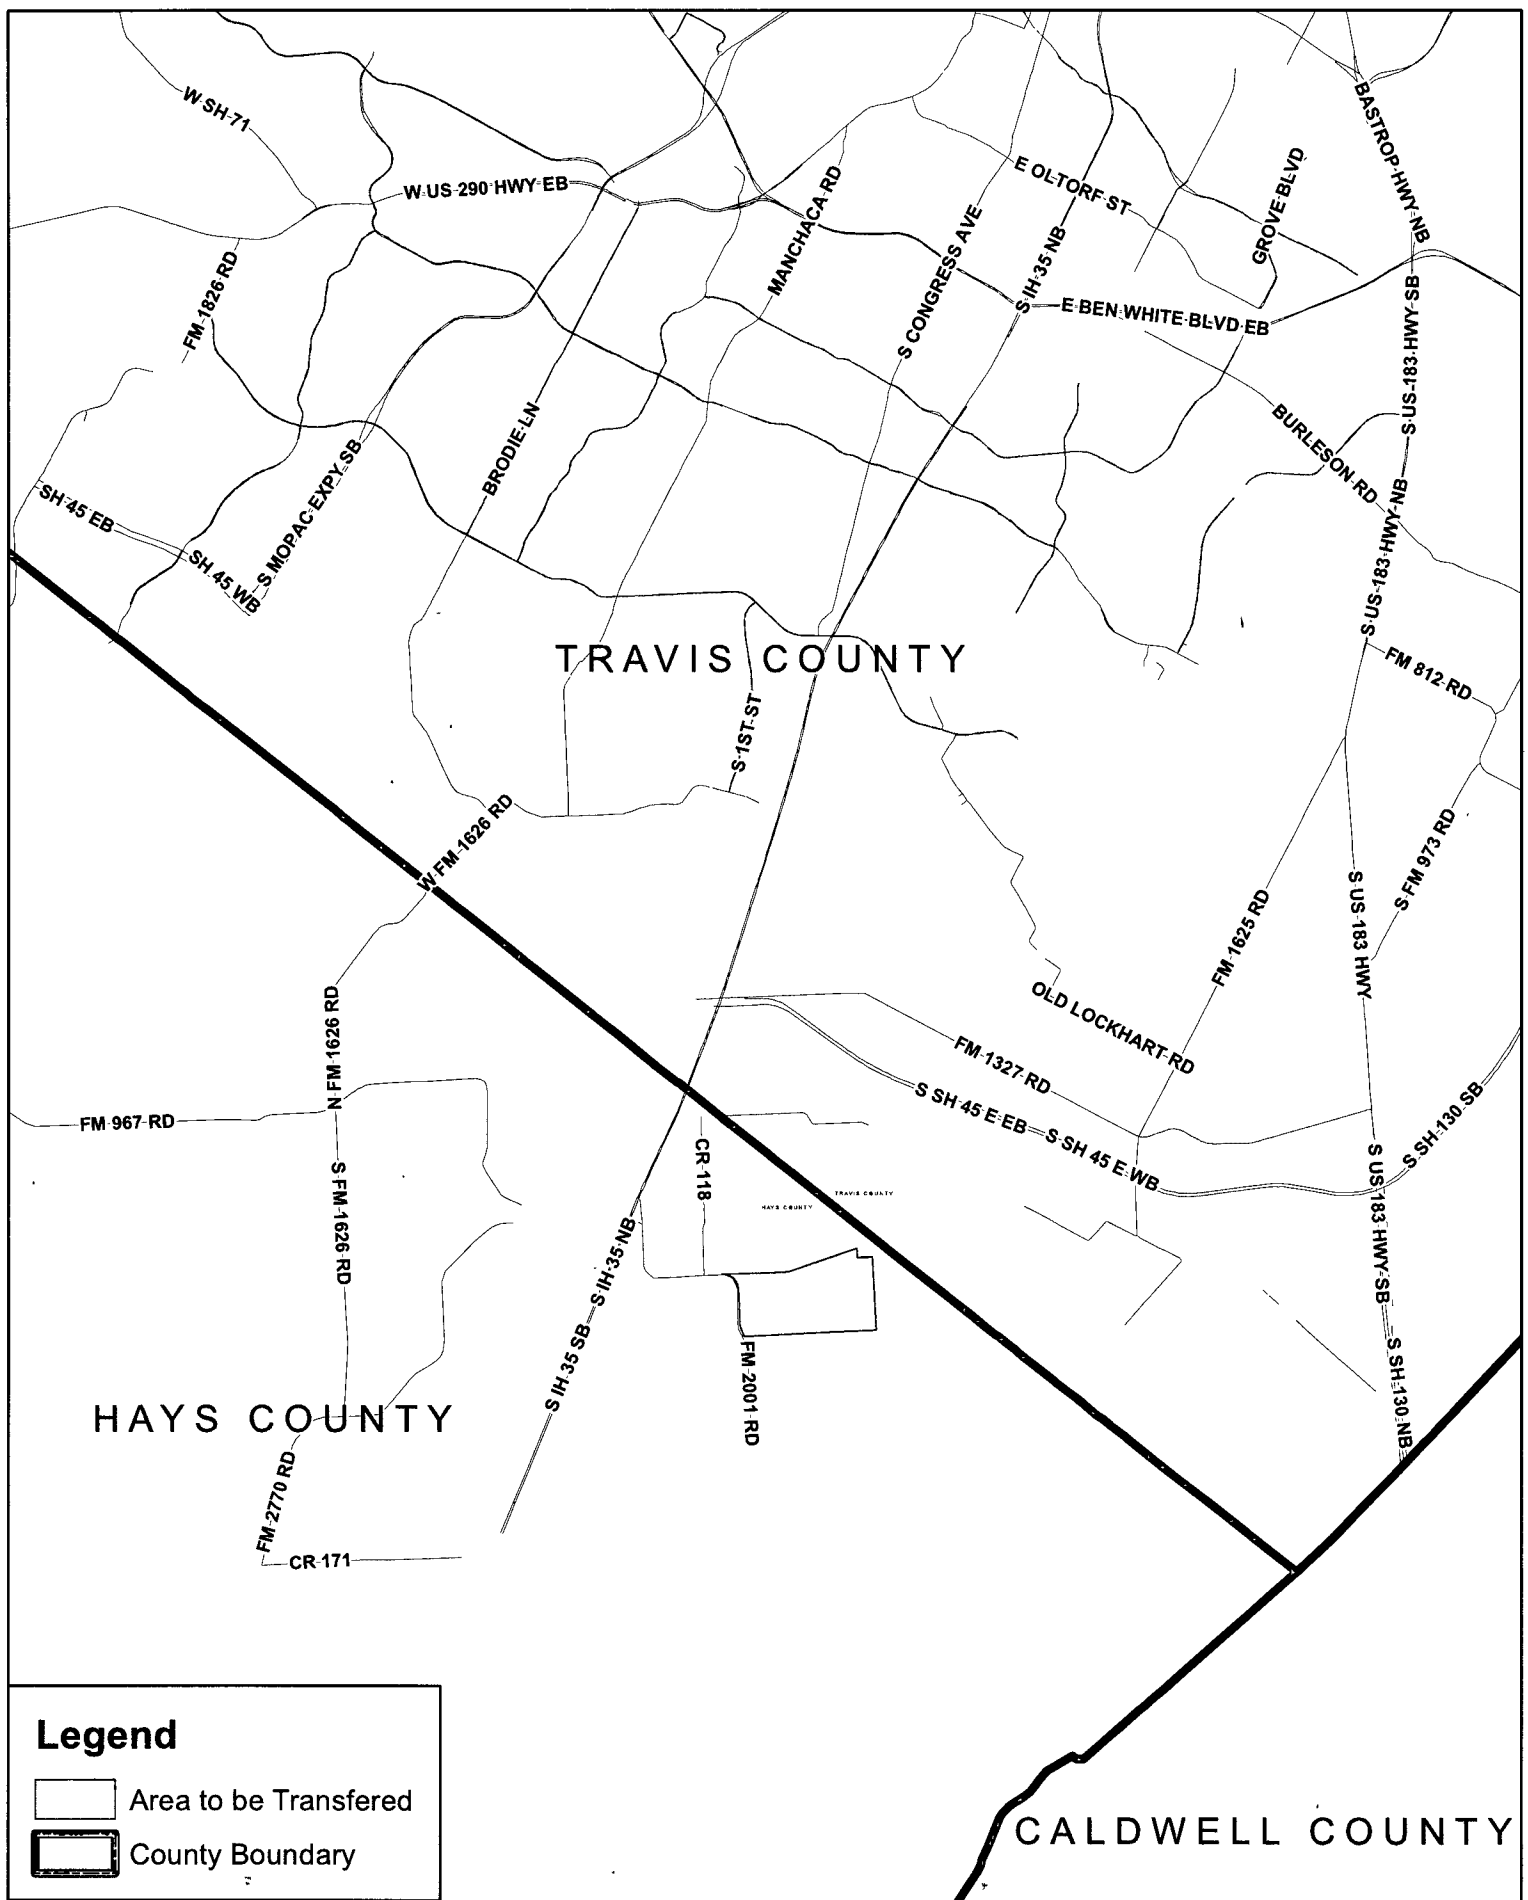 W SH 71
W US 290 HWY EB
FM 1826 RD
MANCHACA RD
S CONGRESS AVE
E OLTORF ST
S IH 35 NB
GROVE BLVD
BASTROP HWY NB
E BEN WHITE BLVD EB
S US 183 HWY SB
BRODIE LN
BURLESON RD
S MOPAC EXPY SB
SH 45 EB
SH 45 WB
S US 183 HWY NB
TRAVIS COUNTY
FM 812 RD
S 1ST ST
W FM 1626 RD
S FM 973 RD
S US 183 HWY
FM 1625 RD
OLD LOCKHART RD
N FM 1626 RD
FM 1327 RD
FM 967 RD
S SH 45 E EB
S SH 45 E WB
S SH 130 SB
CR 118
S FM 1626 RD
TRAVIS COUNTY
HAYS COUNTY
S US 183 HWY SB
S IH 35 NB
S IH 35 SB
FM 2001 RD
S SH 130 NB
HAYS COUNTY
FM 2770 RD
CR 171
Legend
Area to be Transfered
County Boundary
CALDWELL COUNTY